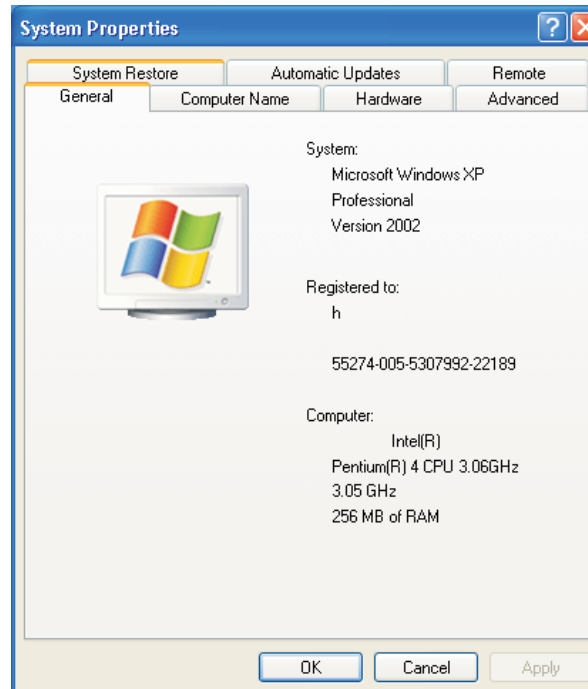 System Properties
System Restore Automatic Updates Remote
General Computer Name Hardware Advanced
System:
Microsoft Windows XP
Professional
Version 2002
Registered to:
h
55274-005-5307992-22189
Computer:
Intel(R)
Pentium(R) 4 CPU 3.06GHz
3.05 GHz
256 MB of RAM
OK Cancel Apply